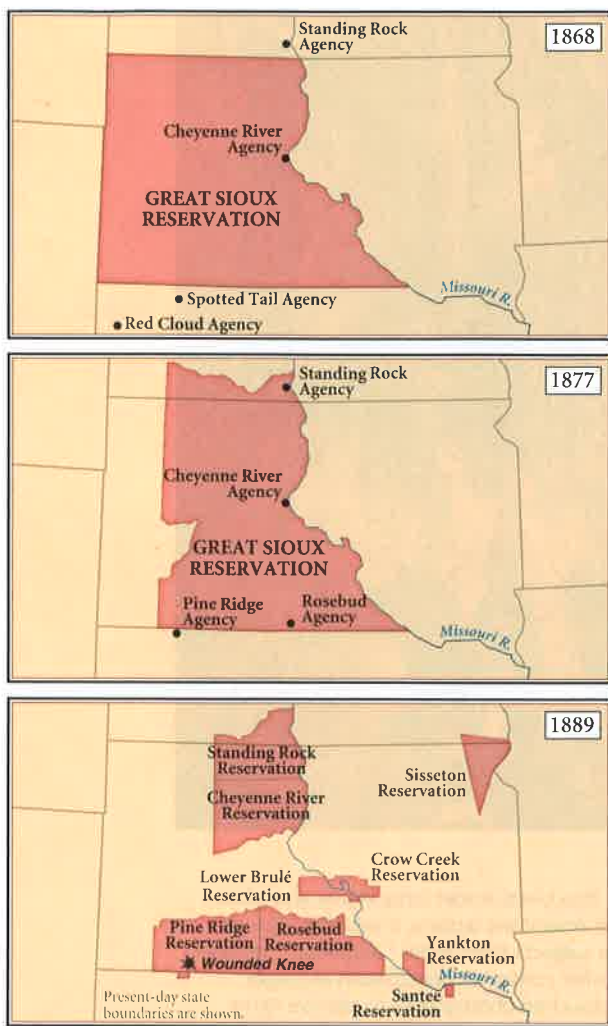 1868
Standing Rock
Agency
Cheyenne River
Agency
GREAT SIOUX
RESERVATION
Missouri R.
Spotted Tail Agency
Red Cloud Agency
1877
Standing Rock
Agency
Cheyenne River
Agency
GREAT SIOUX
RESERVATION
Pine Ridge
Agency
Rosebud
Agency
Missouri R.
1889
Standing Rock
Reservation
Cheyenne River
Reservation
Sisseton
Reservation
Crow Creek
Reservation
Lower Brulé
Reservation
Pine Ridge
Reservation
Rosebud
Reservation
Wounded Knee
Yankton
Reservation
Missouri R.
Santee
Reservation
Present-day state
boundaries are shown.